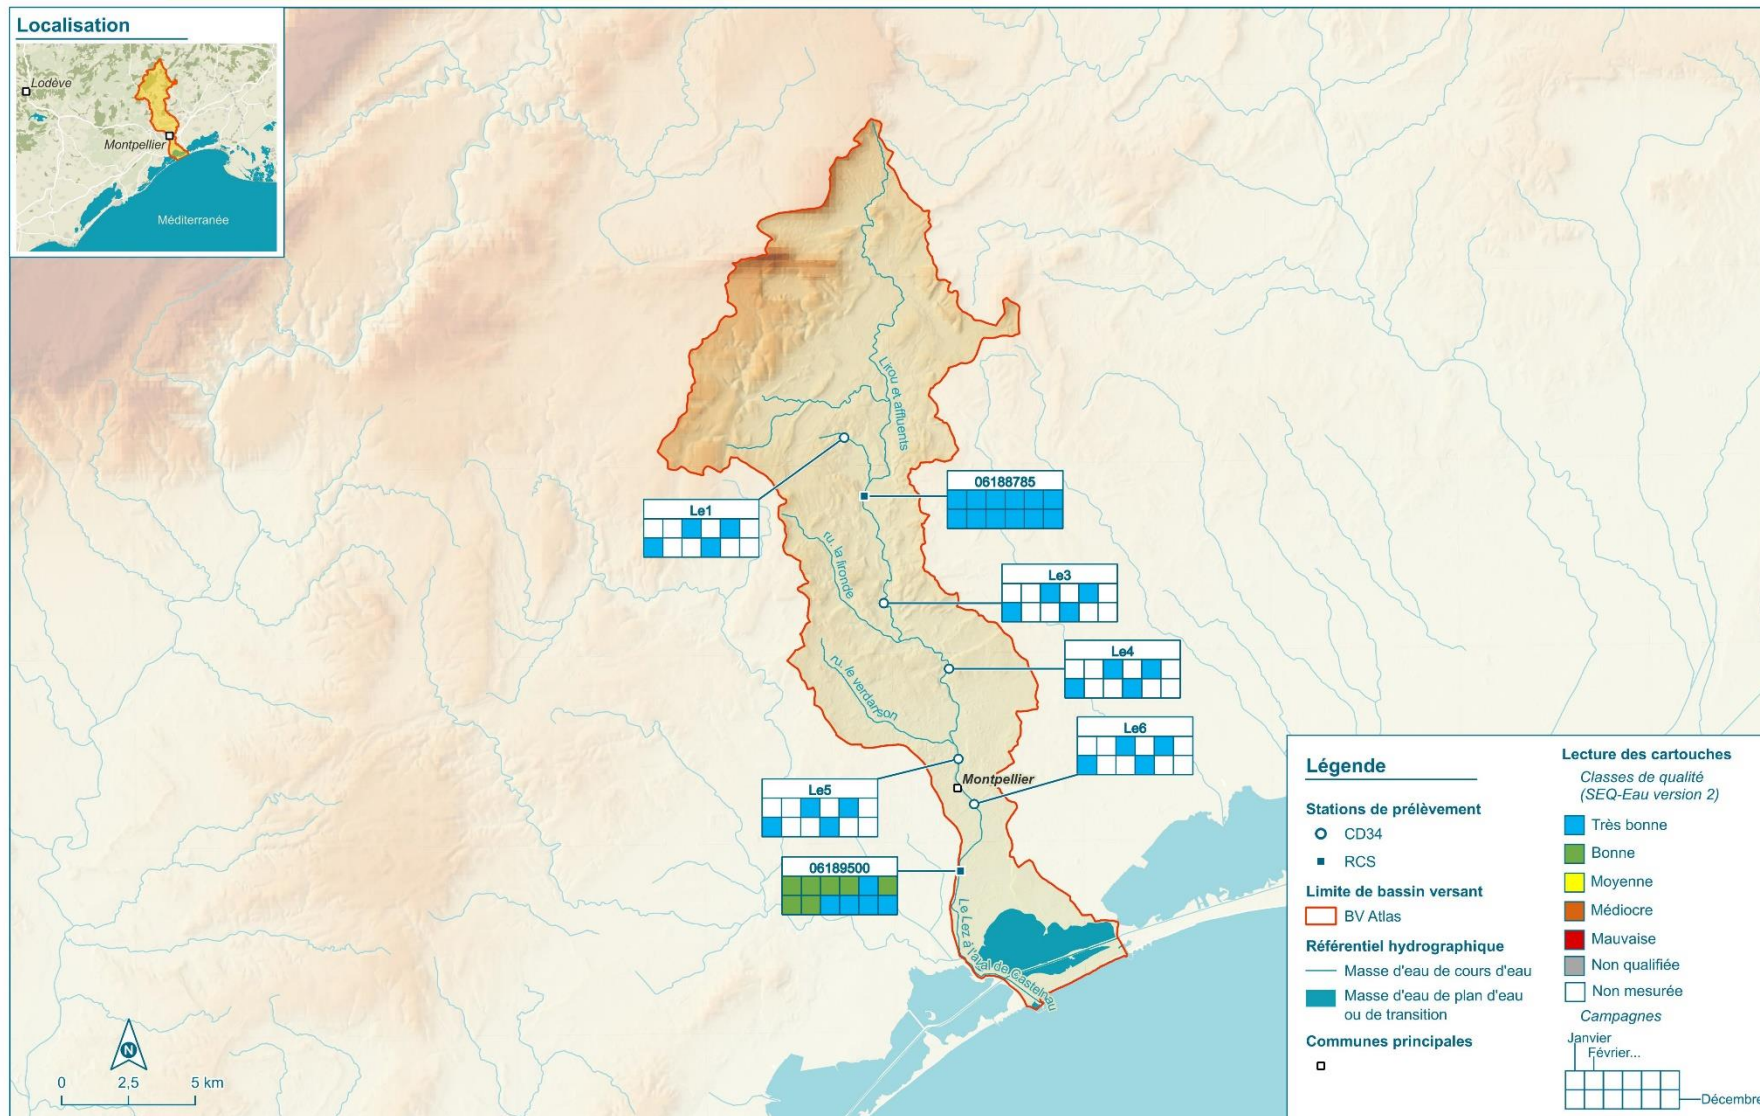 Localisation
Lodève
Montpellier
Méditerranée
Lirou et affluents
06188785
Le1
ru. la lironde
Le3
Le4
ru. le verdanson
Le6
Montpellier
Le5
06189500
Le Lez à l'aval de Castelnau
N
0 2,5 5 km
Légende
Stations de prélèvement
CD34
RCS
Limite de bassin versant
BV Atlas
Référentiel hydrographique
Masse d'eau de cours d'eau
Masse d'eau de plan d'eau
ou de transition
Communes principales
Lecture des cartouches
Classes de qualité
(SEQ-Eau version 2)
Très bonne
Bonne
Moyenne
Médiocre
Mauvaise
Non qualifiée
Non mesurée
Campagnes
Janvier
Février...
Décembre